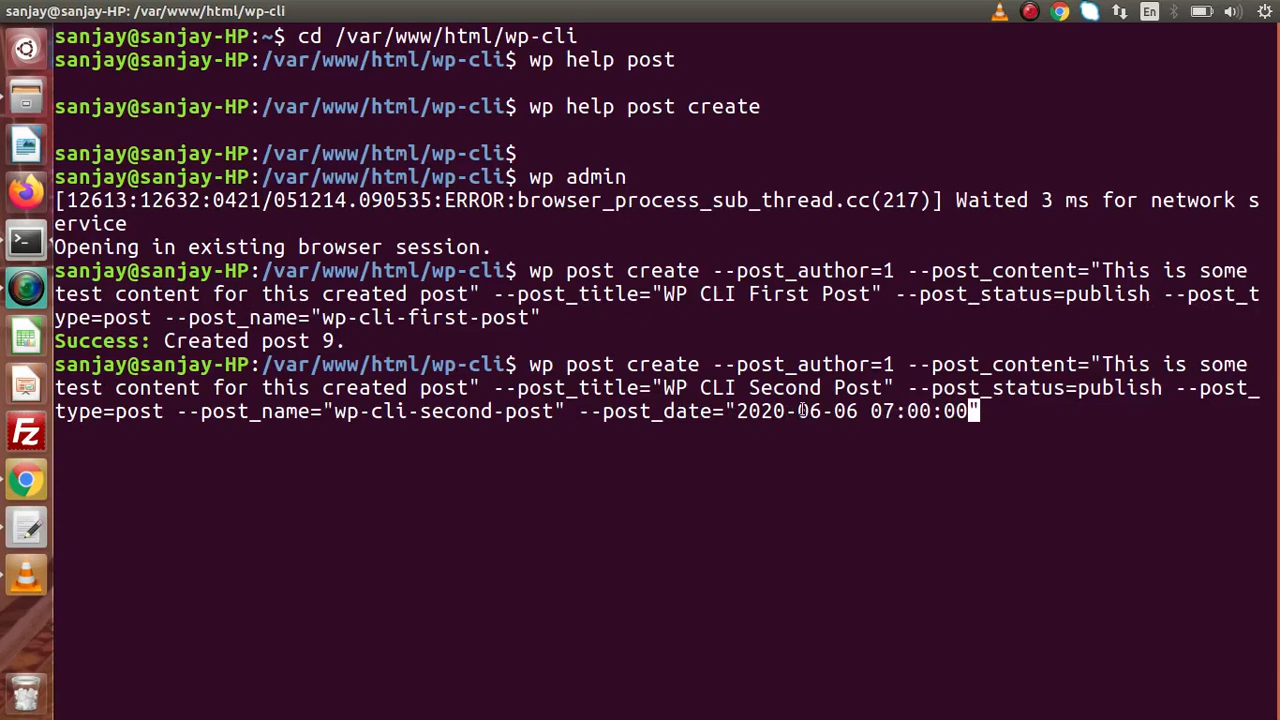 sanjay@sanjay-HP: /var/www/html/wp-cli
En
sanjay@sanjay-HP:~$ cd /var/www/html/wp-cli
sanjay@sanjay-HP:/var/www/html/wp-cli$ wp help post
sanjay@sanjay-HP:/var/www/html/wp-cli$ wp help post create
sanjay@sanjay-HP:/var/www/html/wp-cli$
sanjay@sanjay-HP:/var/www/html/wp-cli$ wp admin
[12613:12632:0421/051214.090535:ERROR:browser_process_sub_thread.cc(217)] Waited 3 ms for network s
ervice
Opening in existing browser session.
sanjay@sanjay-HP:/var/www/html/wp-cli$ wp post create --post_author=1 --post_content="This is some
test content for this created post" --post_title="WP CLI First Post" --post_status=publish --post_t
ype=post --post_name="wp-cli-first-post"
Success: Created post 9.
sanjay@sanjay-HP:/var/www/html/wp-cli$ wp post create --post_author=1 --post_content="This is some
test content for this created post" --post_title="WP CLI Second Post" --post_status=publish --post_
type=post --post_name="wp-cli-second-post" --post_date="2020-06-06 07:00:00"